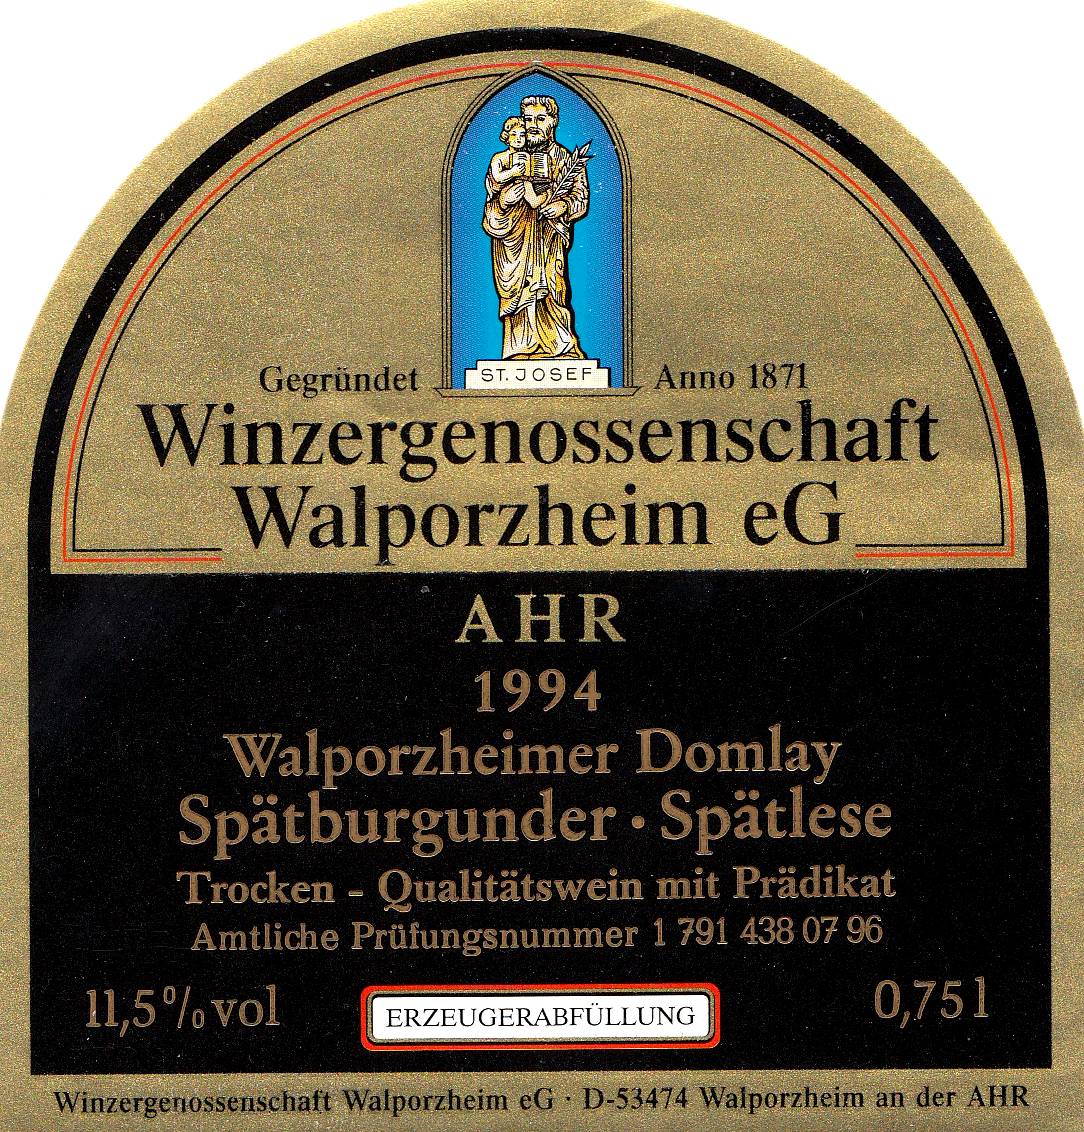 ST. JOSEF
Gegründet Anno 1871
Winzergenossenschaft
Walporzheim eG
AHR
1994
Walporzheimer Domlay
Spätburgunder · Spätlese
Trocken - Qualitätswein mit Prädikat
Amtliche Prüfungsnummer 1 791 438 07 96
11,5% vol
ERZEUGERABFÜLLUNG
0,75 l
Winzergenossenschaft Walporzheim eG · D-53474 Walporzheim an der AHR